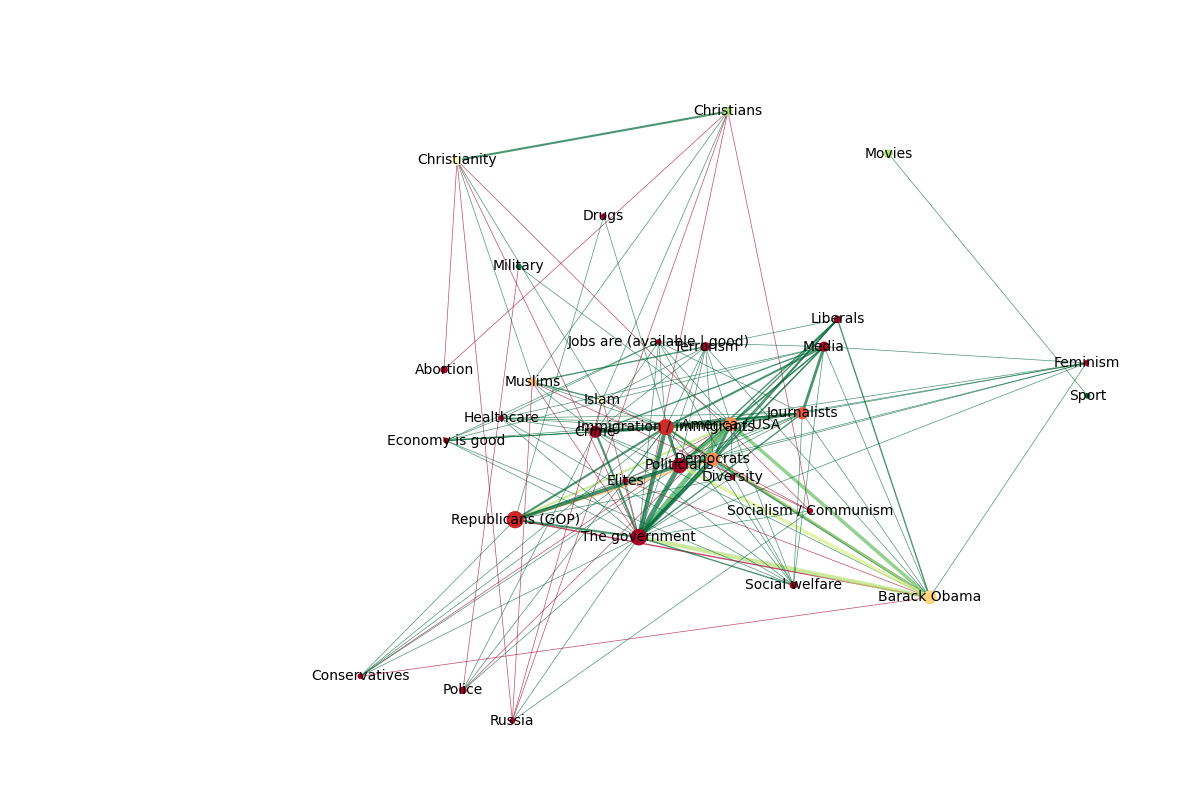 Christians
Movies
Christianity
Drugs
Military
Liberals
Jobs are (available | good)
Terrorism
Media
Feminism
Abortion
Muslims
Sport
Islam
Healthcare
Journalists
America / USA
Immigration / Immigrants
Crime
Economy is good
Democrats
Politicians
Diversity
Elites
Socialism / Communism
Republicans (GOP)
The government
Social welfare
Barack Obama
Conservatives
Police
Russia